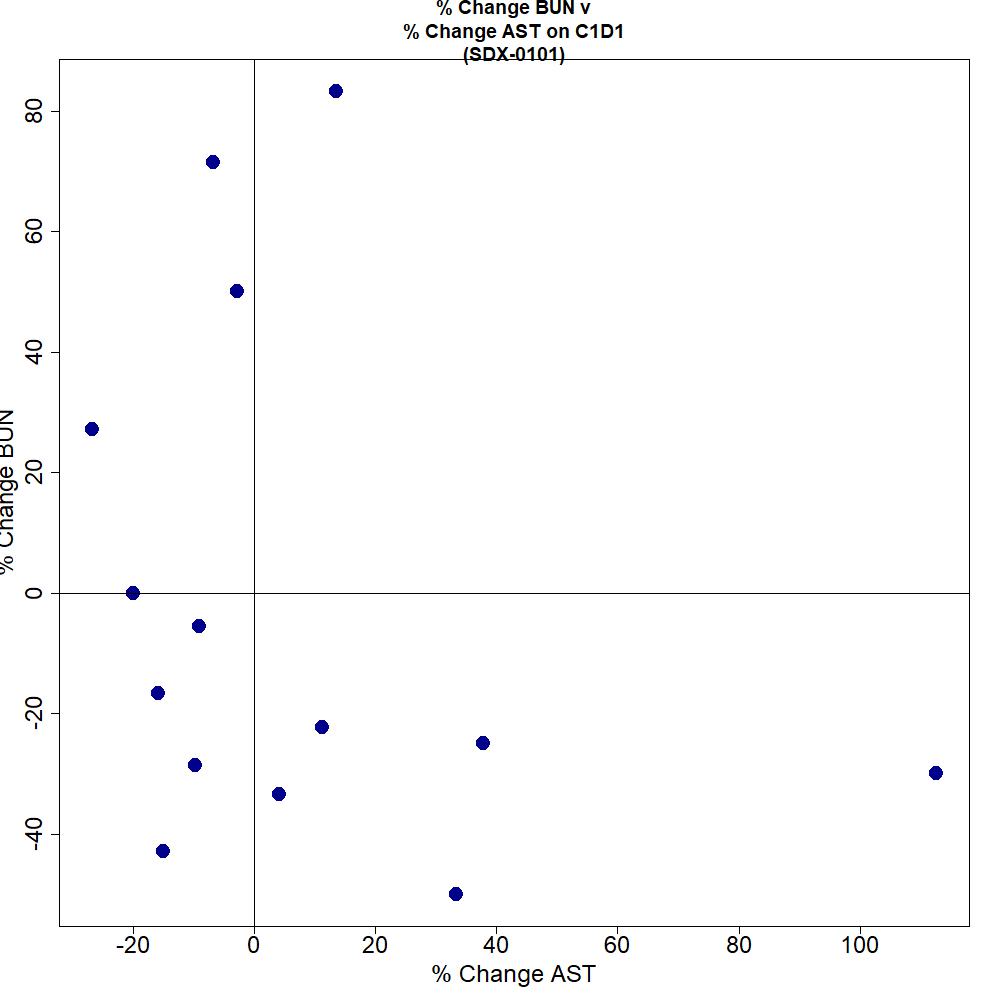 % Change BUN v
% Change AST on C1D1
(SDX-0101)
% Change BUN
80
60
40
20
0
-20
-40
-20 0 20 40 60 80 100
% Change AST